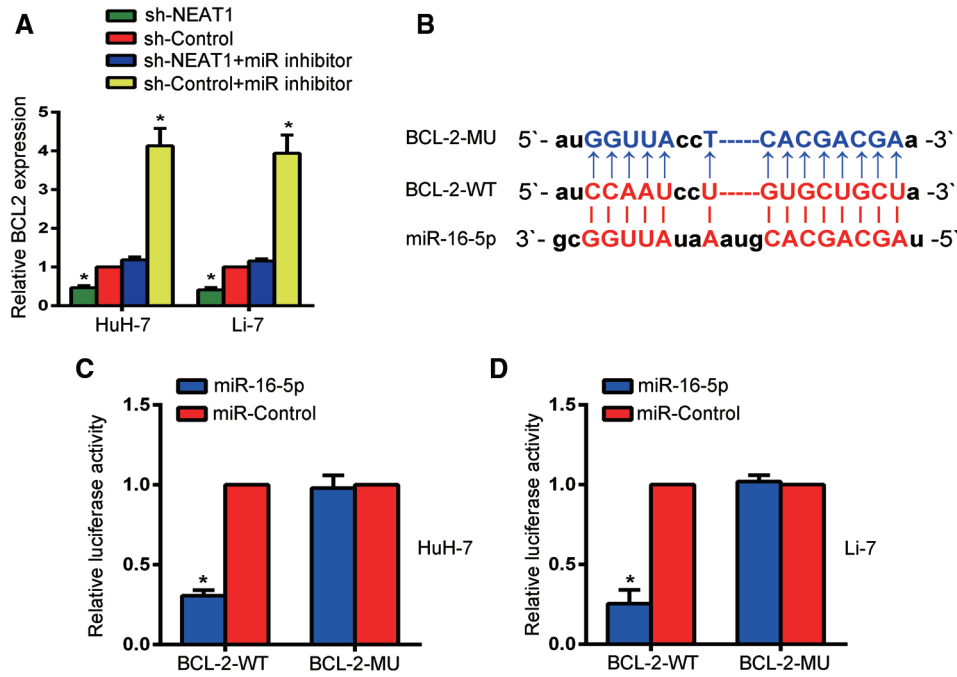 A
sh-NEAT1
sh-Control
sh-NEAT1+miR inhibitor
sh-Control+miR inhibitor
Relative BCL2 expression
5
4
3
2
1
0
*
*
*
*
HuH-7
Li-7
B
BCL-2-MU 5`- auGGUUAccT-----CACGACGAa -3`
BCL-2-WT 5`- auCCAAUccU-----GUGCUGCUa -3`
miR-16-5p 3`- gcGGUUAuaAaugCACGACGAu -5`
C
miR-16-5p
miR-Control
Relative luciferase activity
1.5
1.0
0.5
0.0
*
BCL-2-WT
BCL-2-MU
HuH-7
D
miR-16-5p
miR-Control
Relative luciferase activity
1.5
1.0
0.5
0.0
*
BCL-2-WT
BCL-2-MU
Li-7